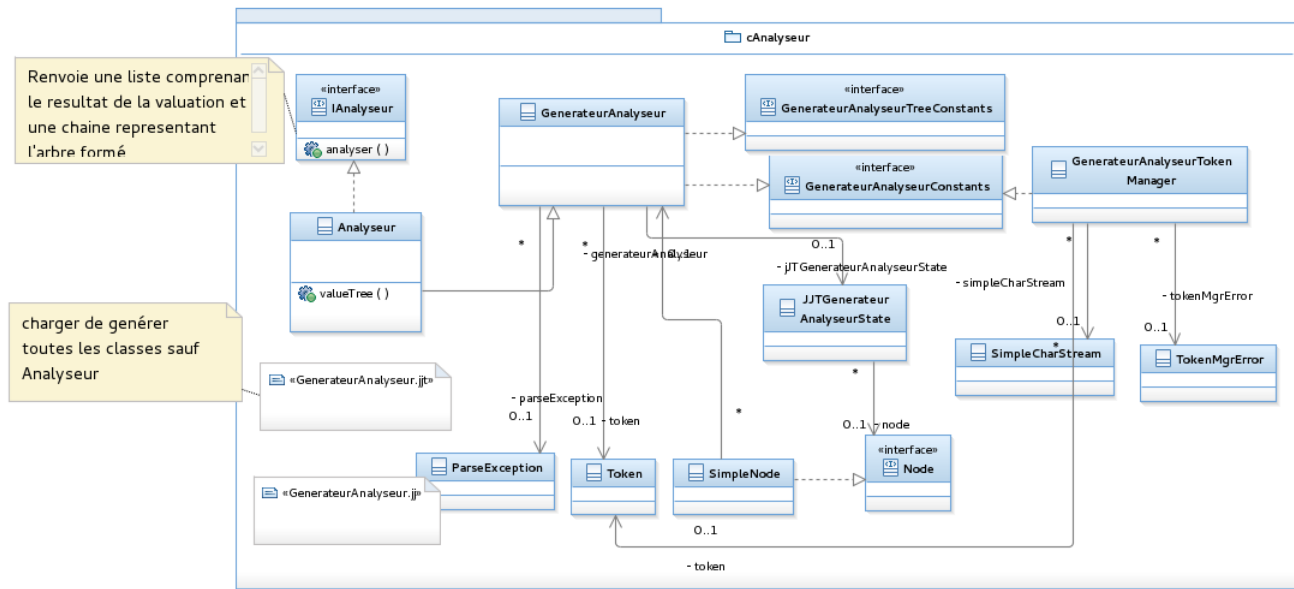 cAnalyseur
Renvoie une liste comprenan
le resultat de la valuation et
une chaine representant
l'arbre formé
«interface»
IAnalyseur
analyser ( )
GenerateurAnalyseur
«interface»
GenerateurAnalyseurTreeConstants
«interface»
GenerateurAnalyseurConstants
GenerateurAnalyseurToken
Manager
Analyseur
valueTree ( )
*
*
- generateurAnalyseur
0..1
0..1
- jJTGenerateurAnalyseurState
*
*
- simpleCharStream
- tokenMgrError
JJTGenerateur
AnalyseurState
0..1
0..1
*
SimpleCharStream
TokenMgrError
charger de genérer
toutes les classes sauf
Analyseur
«GenerateurAnalyseur.jjt»
*
- parseException
0..1
0..1
- token
*
0..1
- node
«interface»
Node
ParseException
Token
SimpleNode
«GenerateurAnalyseur.jj»
0..1
- token